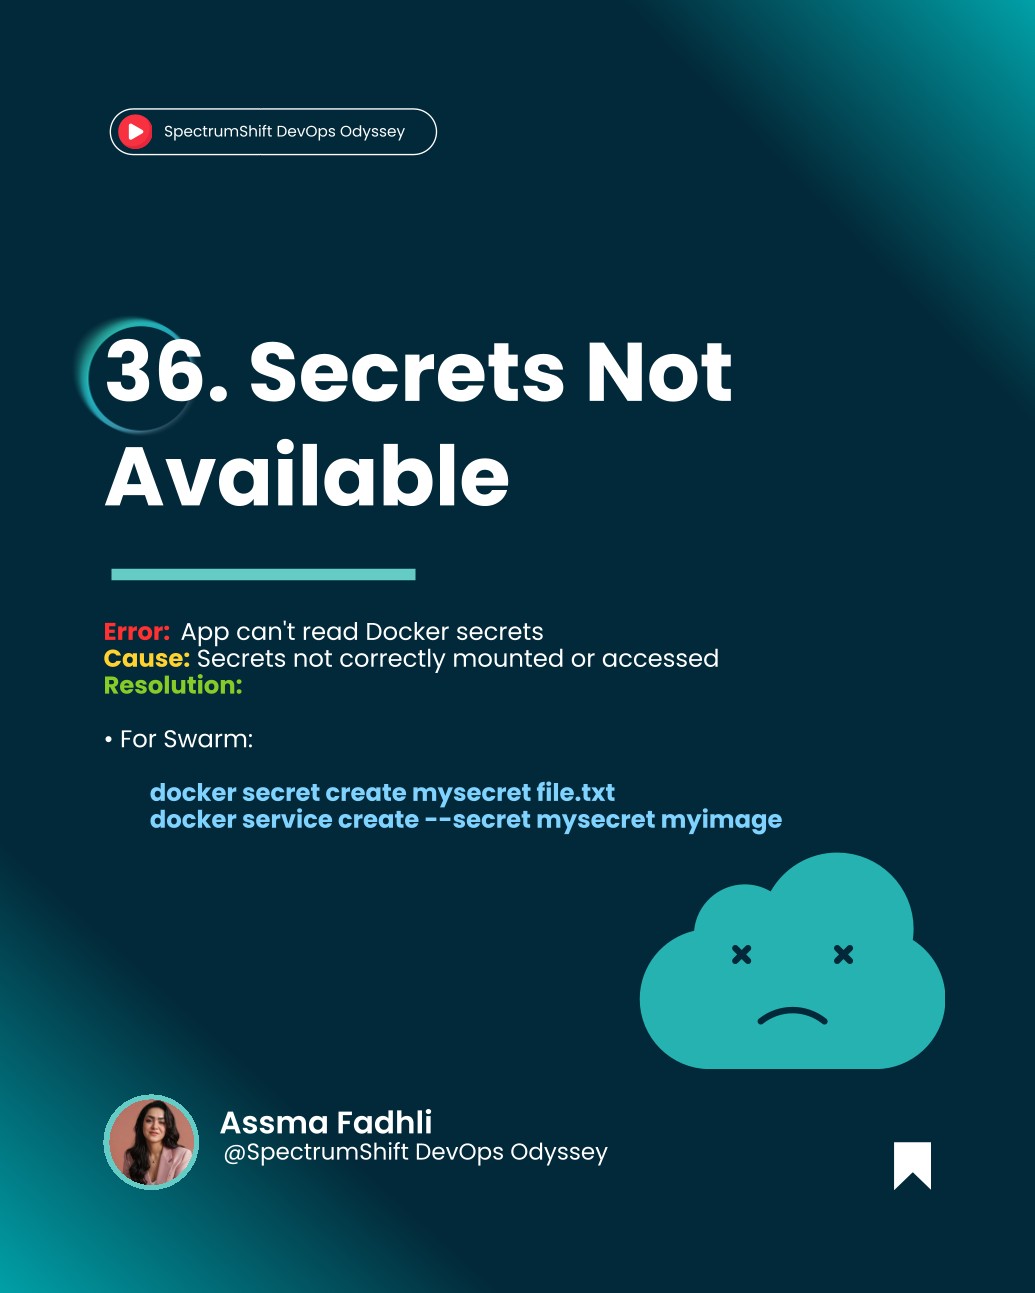 SpectrumShift DevOps Odyssey
36. Secrets Not
Available
Error: App can't read Docker secrets
Cause: Secrets not correctly mounted or accessed
Resolution:
• For Swarm:
docker secret create mysecret file.txt
docker service create --secret mysecret myimage
Assma Fadhli
@SpectrumShift DevOps Odyssey